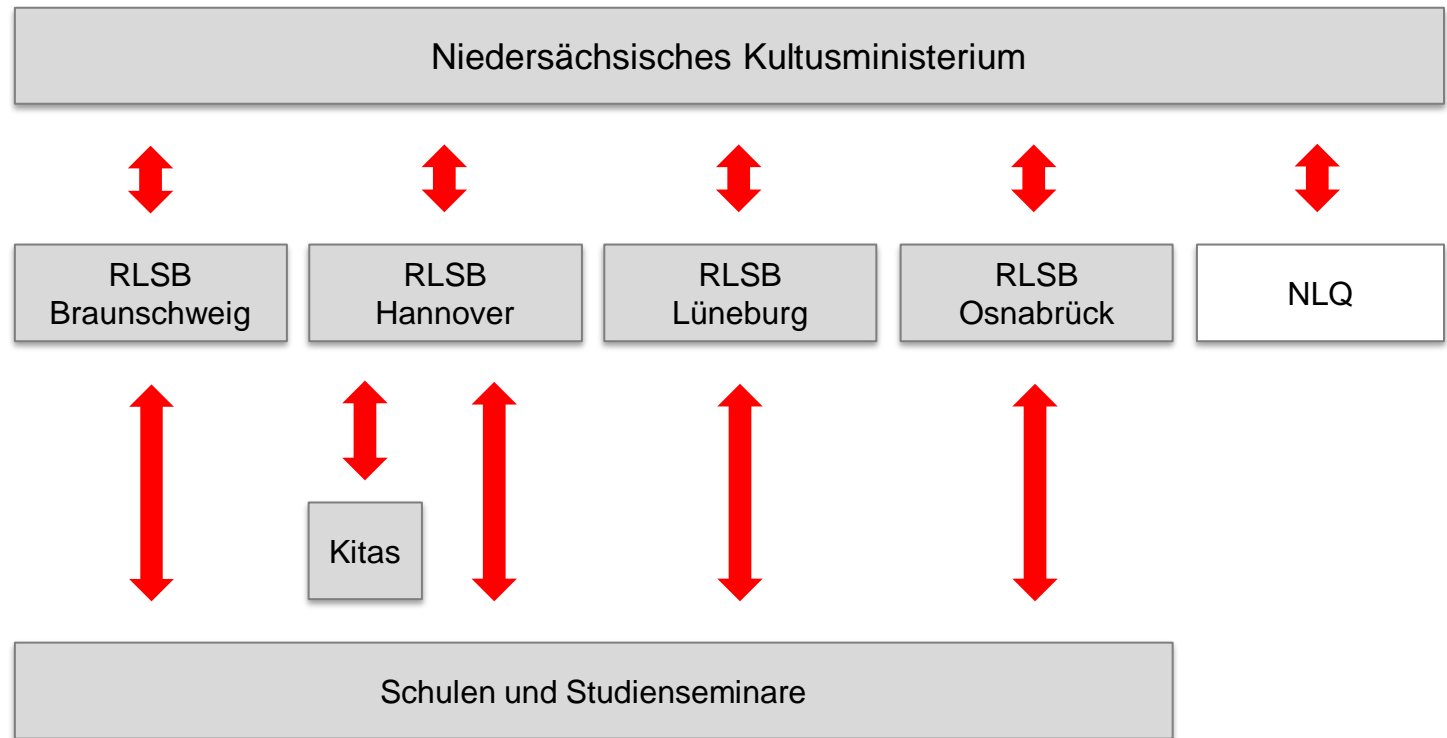 Niedersächsisches Kultusministerium
RLSB
Braunschweig
RLSB
Hannover
RLSB
Lüneburg
RLSB
Osnabrück
NLQ
Kitas
Schulen und Studienseminare